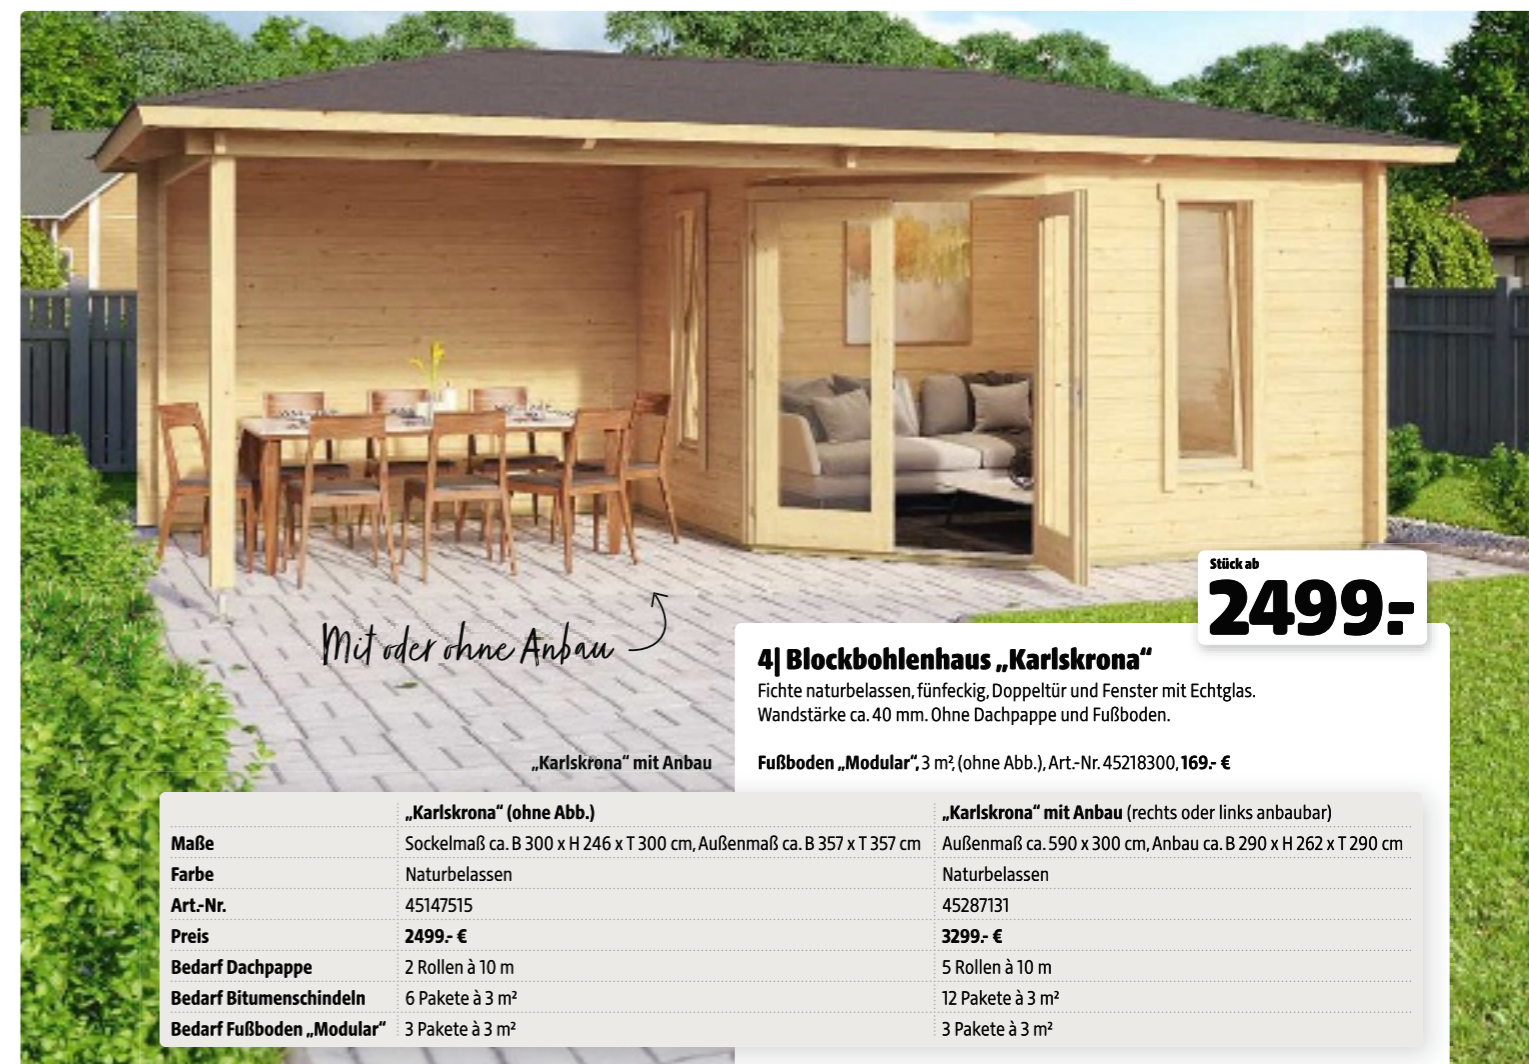 Mit oder ohne Anbau
Stück ab
2499.-
4| Blockbohlenhaus „Karlskrona“
Fichte naturbelassen, fünfeckig, Doppeltür und Fenster mit Echtglas.
Wandstärke ca. 40 mm. Ohne Dachpappe und Fußboden.
„Karlskrona“ mit Anbau
Fußboden „Modular“, 3 m², (ohne Abb.), Art.-Nr. 45218300, 169.- €
„Karlskrona“ (ohne Abb.) „Karlskrona“ mit Anbau (rechts oder links anbaubar)
Maße Sockelmaß ca. B 300 x H 246 x T 300 cm, Außenmaß ca. B 357 x T 357 cm Außenmaß ca. 590 x 300 cm, Anbau ca. B 290 x H 262 x T 290 cm
Farbe Naturbelassen Naturbelassen
Art.-Nr. 45147515 45287131
Preis 2499.- € 3299.- €
Bedarf Dachpappe 2 Rollen à 10 m 5 Rollen à 10 m
Bedarf Bitumenschindeln 6 Pakete à 3 m² 12 Pakete à 3 m²
Bedarf Fußboden „Modular“ 3 Pakete à 3 m² 3 Pakete à 3 m²